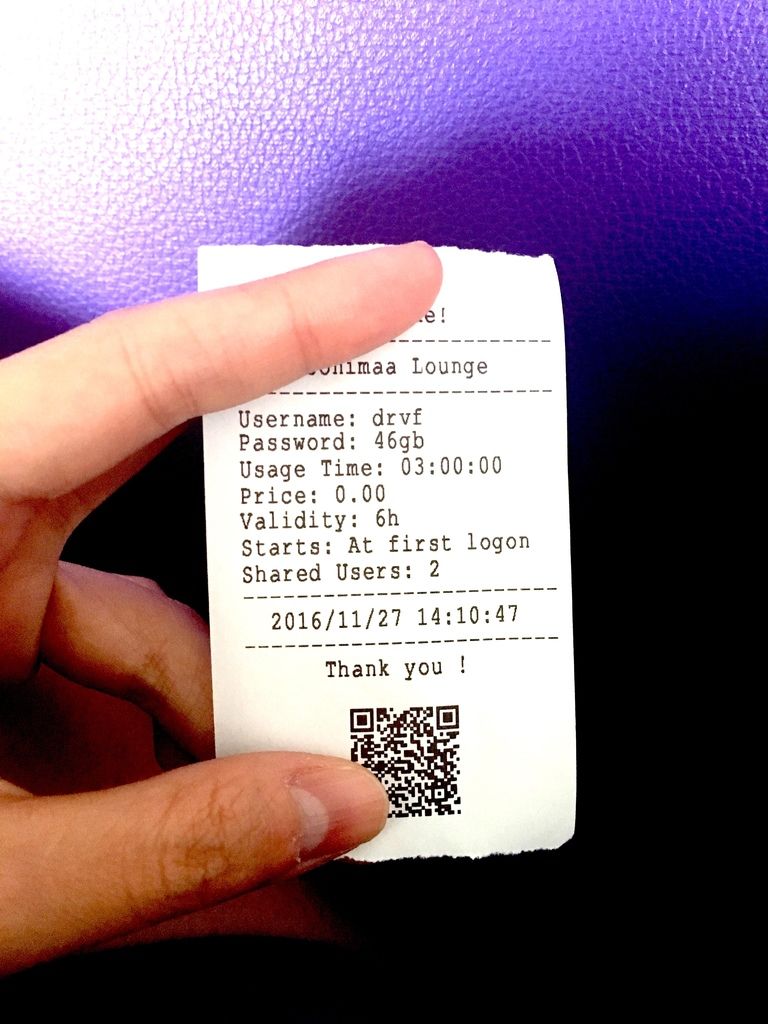 --------------------
Lounge
--------------------
Username: drvf
Password: 46gb
Usage Time: 03:00:00
Price: 0.00
Validity: 6h
Starts: At first logon
Shared Users: 2
--------------------
2016/11/27 14:10:47
--------------------
Thank you !